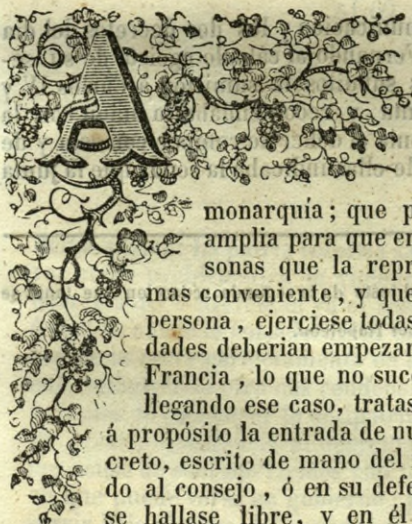 A
monarquía; que p
amplia para que en
sonas que la repr
mas conveniente, y que
persona, ejerciese todas
dades deberian empezar
Francia, lo que no suc
llegando ese caso, tratas
á propósito la entrada de nu
creto, escrito de mano del
do al consejo, ó en su defe
se hallase libre, y en él